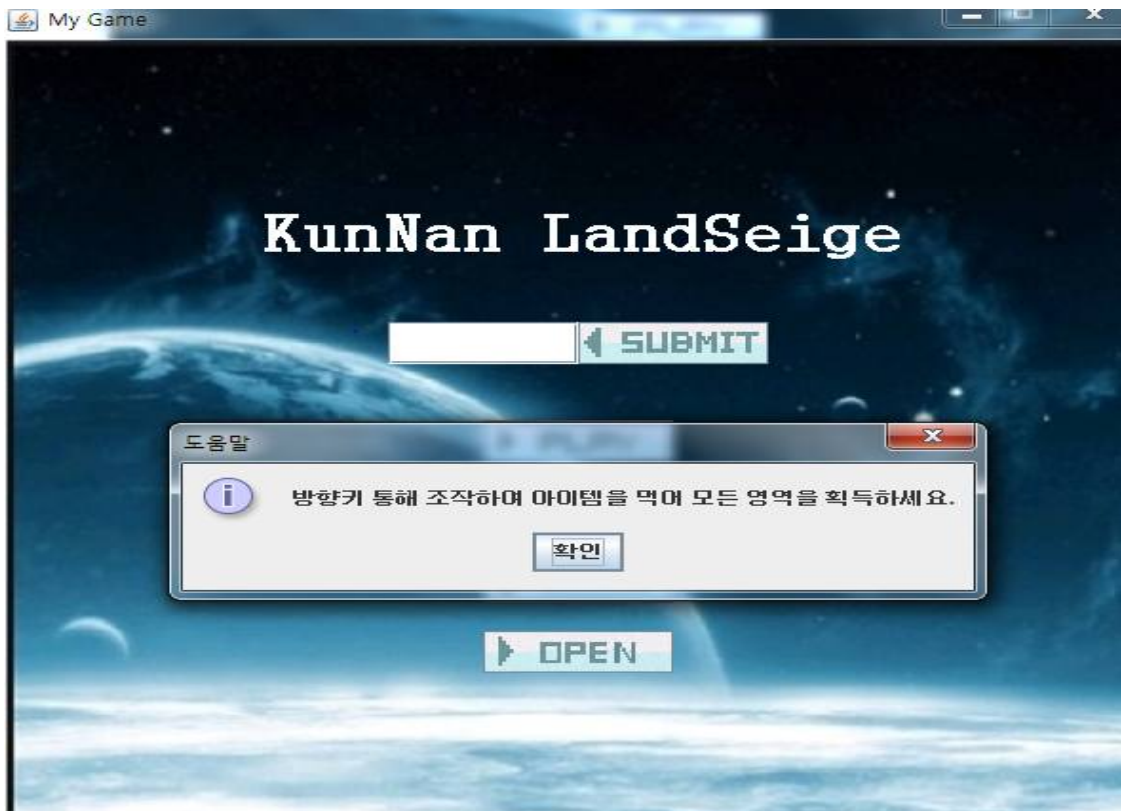 My Game
KunNan LandSeige
SUBMIT
도움말
방향키 통해 조작하며 아이템을 먹어 모든 영역을 획득하세요.
확인
OPEN